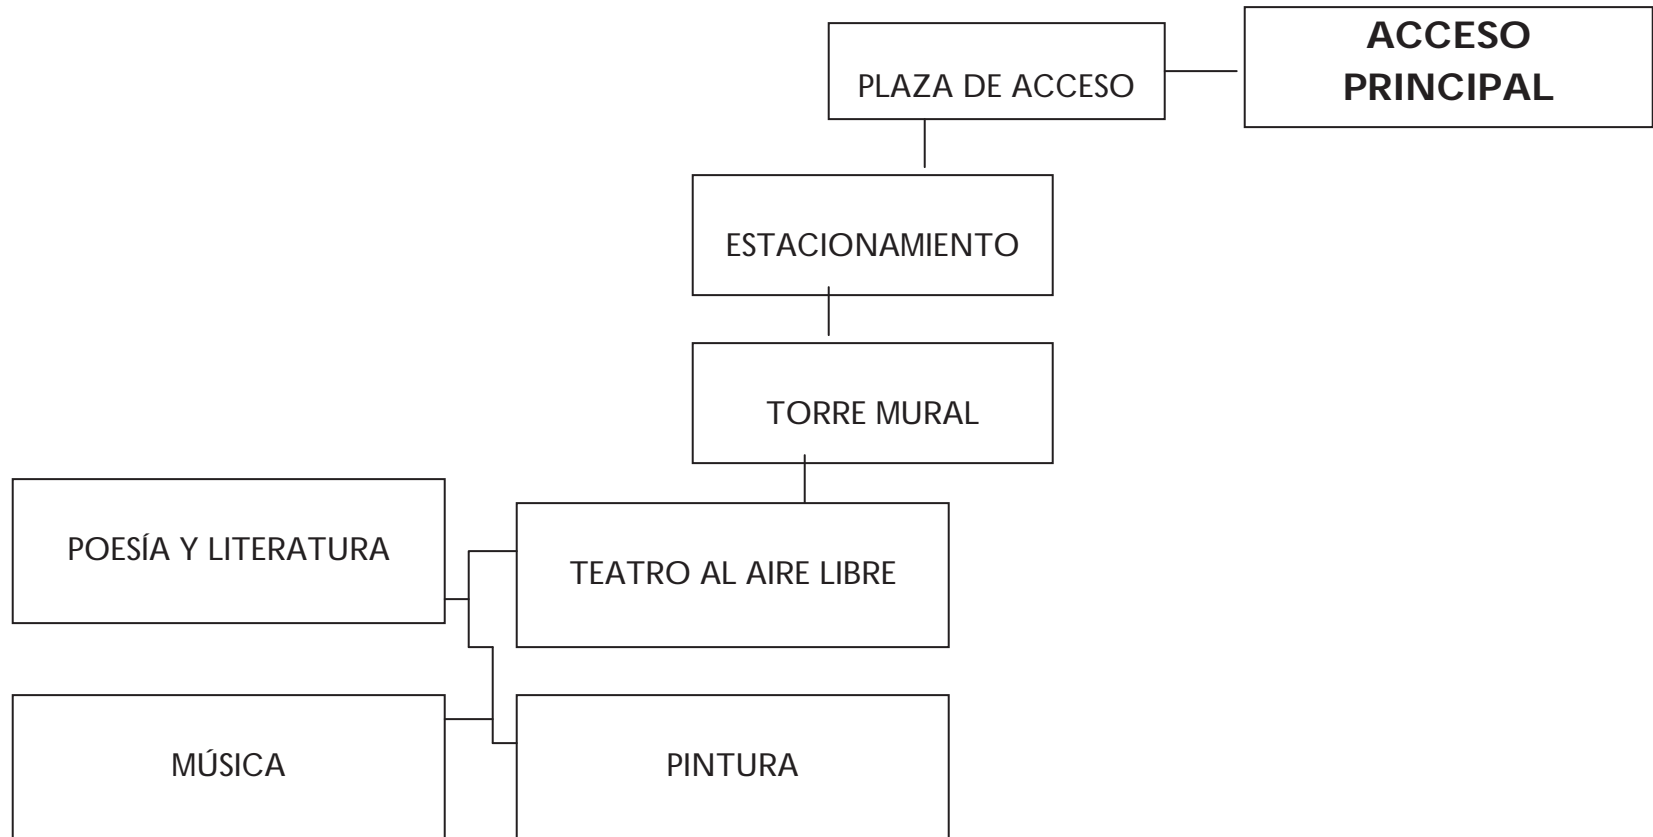 ACCESO
PRINCIPAL
PLAZA DE ACCESO
ESTACIONAMIENTO
TORRE MURAL
POESÍA Y LITERATURA
TEATRO AL AIRE LIBRE
MÚSICA
PINTURA